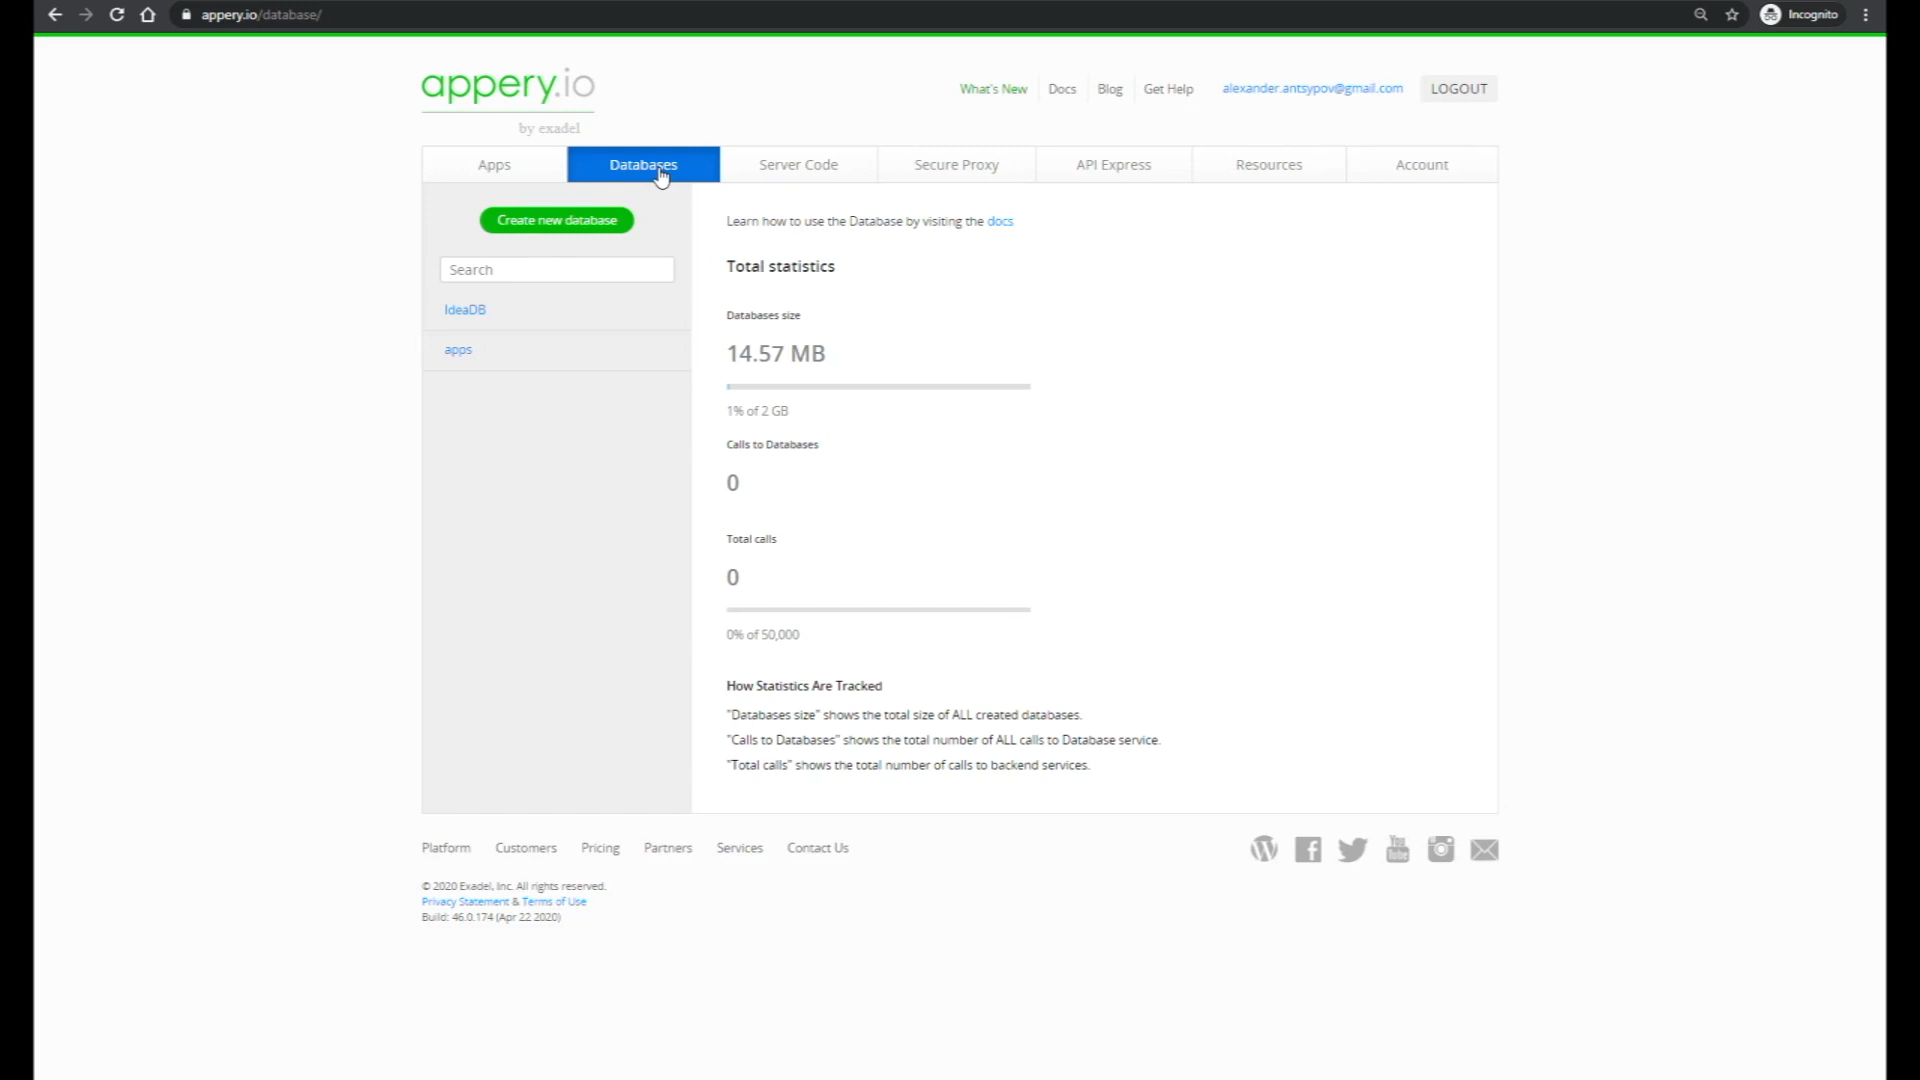 appery.io/database/
Incognito
appery.io
by exadel
What's New Docs Blog Get Help alexander.antsypov@gmail.com LOGOUT
Apps Databases Server Code Secure Proxy API Express Resources Account
Create new database
Search
IdeaDB
apps
Learn how to use the Database by visiting the docs
Total statistics
Databases size
14.57 MB
1% of 2 GB
Calls to Databases
0
Total calls
0
0% of 50,000
How Statistics Are Tracked
"Databases size" shows the total size of ALL created databases.
"Calls to Databases" shows the total number of ALL calls to Database service.
"Total calls" shows the total number of calls to backend services.
Platform Customers Pricing Partners Services Contact Us
You
Tube
© 2020 Exadel, Inc. All rights reserved.
Privacy Statement & Terms of Use
Build: 46.0.174 (Apr 22 2020)